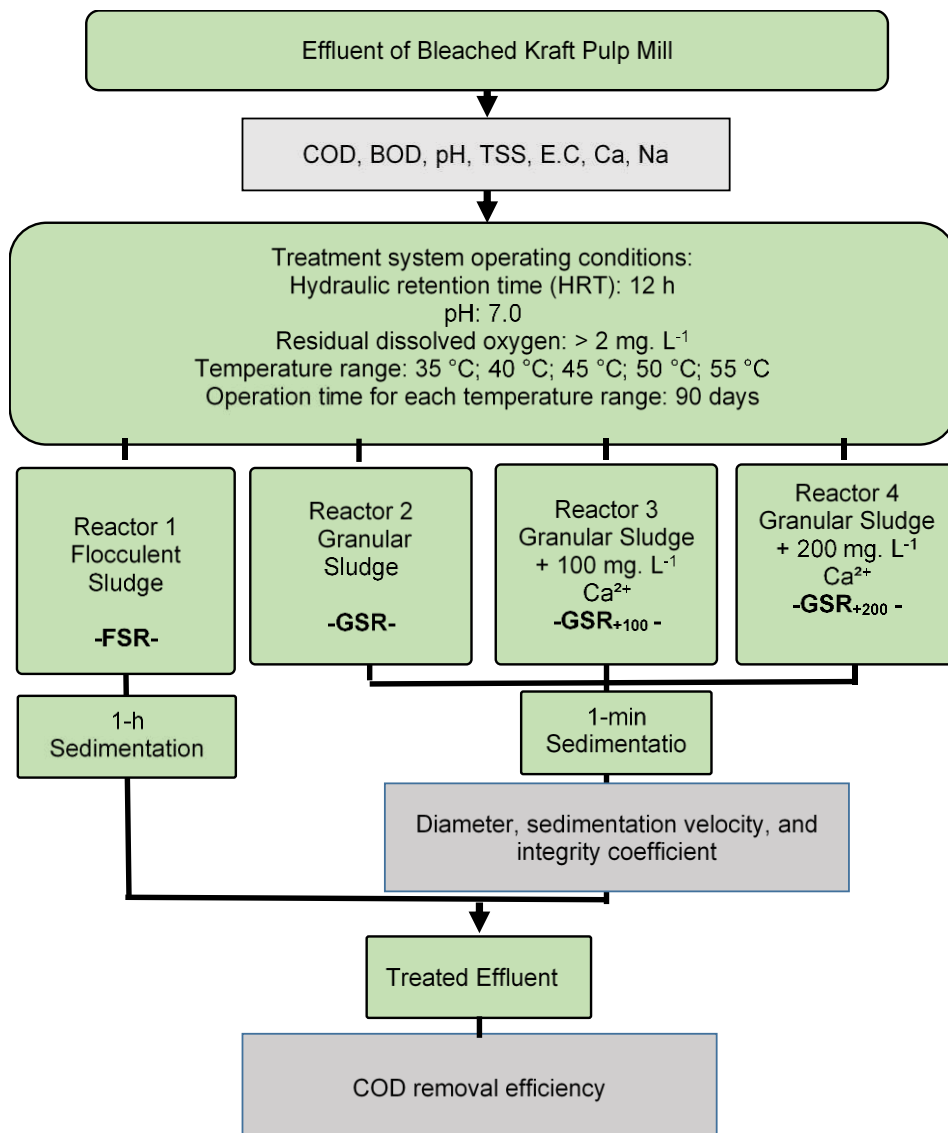 Effluent of Bleached Kraft Pulp Mill
COD, BOD, pH, TSS, E.C, Ca, Na
Treatment system operating conditions:
Hydraulic retention time (HRT): 12 h
pH: 7.0
Residual dissolved oxygen: > 2 mg. L⁻¹
Temperature range: 35 °C; 40 °C; 45 °C; 50 °C; 55 °C
Operation time for each temperature range: 90 days
Reactor 1
Flocculent
Sludge
-FSR-
Reactor 2
Granular
Sludge
-GSR-
Reactor 3
Granular Sludge
+ 100 mg. L⁻¹
Ca²⁺
-GSR₊₁₀₀ -
Reactor 4
Granular Sludge
+ 200 mg. L⁻¹
Ca²⁺
-GSR₊₂₀₀ -
1-h
Sedimentation
1-min
Sedimentatio
Diameter, sedimentation velocity, and
integrity coefficient
Treated Effluent
COD removal efficiency